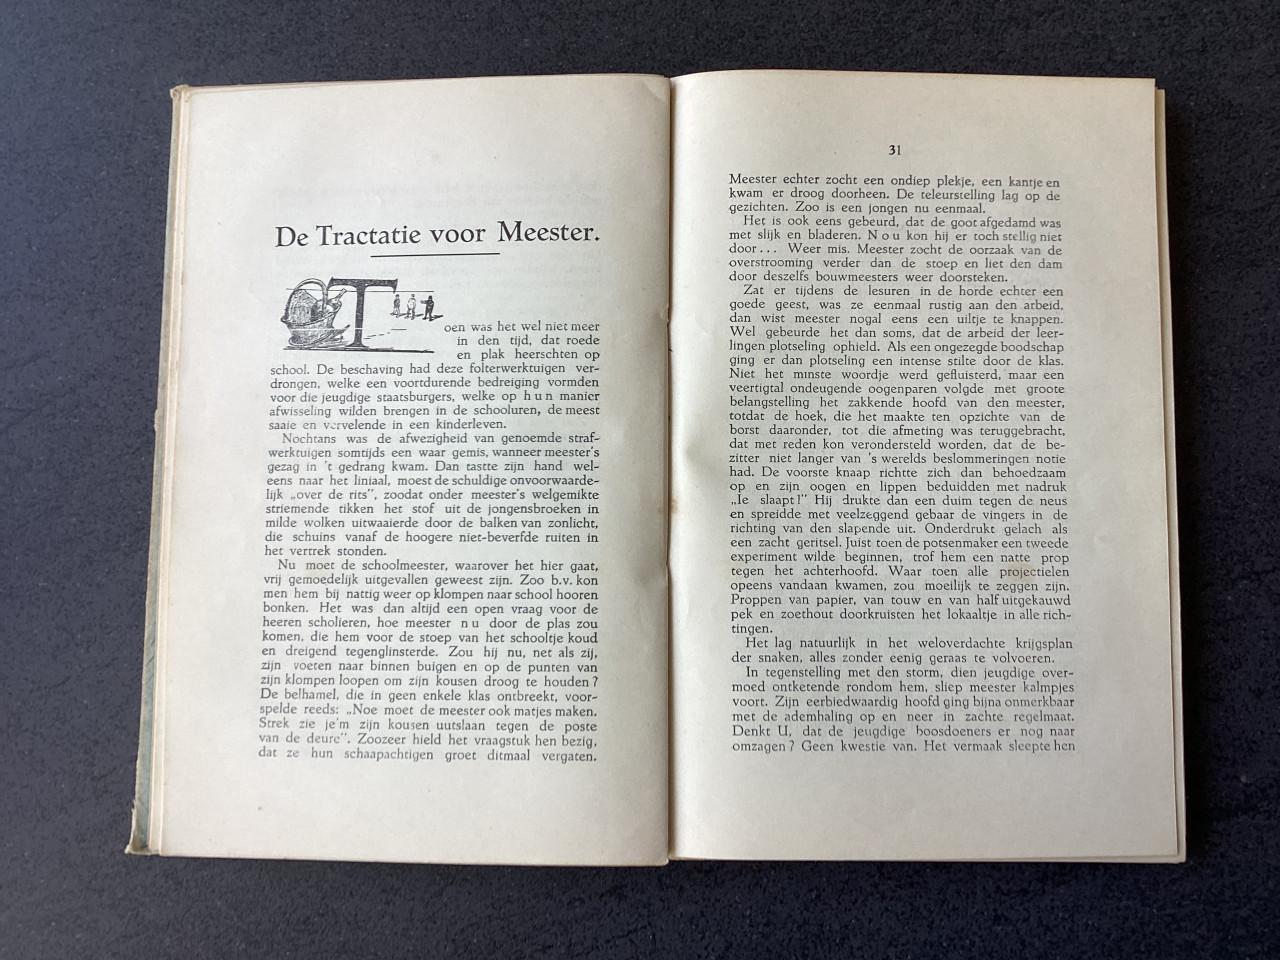 De Tractatie voor Meester.
Toen was het wel niet meer
in den tijd, dat roede
en plak heerschten op
school. De beschaving had deze folterwerktuigen ver-
drongen, welke een voortdurende bedreiging vormden
voor die jeugdige staatsburgers, welke op hun manier
afwisseling wilden brengen in de schooluren, de meest
saaie en vervelende in een kinderleven.
Nochtans was de afwezigheid van genoemde straf-
werktuigen somtijds een waar gemis, wanneer meester's
gezag in 't gedrang kwam. Dan tastte zijn hand wel-
eens naar het liniaal, moest de schuldige onvoorwaarde-
lijk „over de rits", zoodat onder meester's welgemikte
striemende tikken het stof uit de jongensbroeken in
milde wolken uitwaaierde door de balken van zonlicht,
die schuins vanaf de hoogere niet-beverfde ruiten in
het vertrek stonden.
Nu moet de schoolmeester, waarover het hier gaat,
vrij gemoedelijk uitgevallen geweest zijn. Zoo b.v. kon
men hem bij nattig weer op klompen naar school hooren
bonken. Het was dan altijd een open vraag voor de
heeren scholieren, hoe meester nu door de plas zou
komen, die hem voor de stoep van het schooltje koud
en dreigend tegenglinsterde. Zou hij nu, net als zij,
zijn voeten naar binnen buigen en op de punten van
zijn klompen loopen om zijn kousen droog te houden?
De belhamel, die in geen enkele klas ontbreekt, voor-
spelde reeds: „Noe moet de meester ook matjes maken.
Strek zie je'm zijn kousen uutslaan tegen de poste
van de deure". Zoozeer hield het vraagstuk hen bezig,
dat ze hun schaapachtigen groet ditmaal vergaten.
31
Meester echter zocht een ondiep plekje, een kantje en
kwam er droog doorheen. De teleurstelling lag op de
gezichten. Zoo is een jongen nu eenmaal.
Het is ook eens gebeurd, dat de goot afgedamd was
met slijk en bladeren. Nou kon hij er toch stellig niet
door... Weer mis. Meester zocht de oorzaak van de
overstrooming verder dan de stoep en liet den dam
door deszelfs bouwmeesters weer doorsteken.
Zat er tijdens de lesuren in de horde echter een
goede geest, was ze eenmaal rustig aan den arbeid,
dan wist meester nogal eens een uiltje te knappen.
Wel gebeurde het dan soms, dat de arbeid der leer-
lingen plotseling ophield. Als een ongezegde boodschap
ging er dan plotseling een intense stilte door de klas.
Niet het minste woordje werd gefluisterd, maar een
veertigtal ondeugende oogenparen volgde met groote
belangstelling het zakkende hoofd van den meester,
totdat de hoek, die het maakte ten opzichte van de
borst daaronder, tot die afmeting was teruggebracht,
dat met reden kon verondersteld worden, dat de be-
zitter niet langer van 's werelds beslommeringen notie
had. De voorste knaap richtte zich dan behoedzaam
op en zijn oogen en lippen beduidden met nadruk
„Ie slaapt!" Hij drukte dan een duim tegen de neus
en spreidde met veelzeggend gebaar de vingers in de
richting van den slapende uit. Onderdrukt gelach als
een zacht geritsel. Juist toen de potsenmaker een tweede
experiment wilde beginnen, trof hem een natte prop
tegen het achterhoofd. Waar toen alle projectielen
opeens vandaan kwamen, zou moeilijk te zeggen zijn.
Proppen van papier, van touw en van half uitgekauwd
pek en zoethout doorkruisten het lokaaltje in alle rich-
tingen.
Het lag natuurlijk in het weloverdachte krijgsplan
der snaken, alles zonder eenig geraas te volvoeren.
In tegenstelling met den storm, dien jeugdige over-
moed ontketende rondom hem, sliep meester kalmpjes
voort. Zijn eerbiedwaardig hoofd ging bijna onmerkbaar
met de ademhaling op en neer in zachte regelmaat.
Denkt U, dat de jeugdige boosdoeners er nog naar
omzagen? Geen kwestie van. Het vermaak sleepte hen